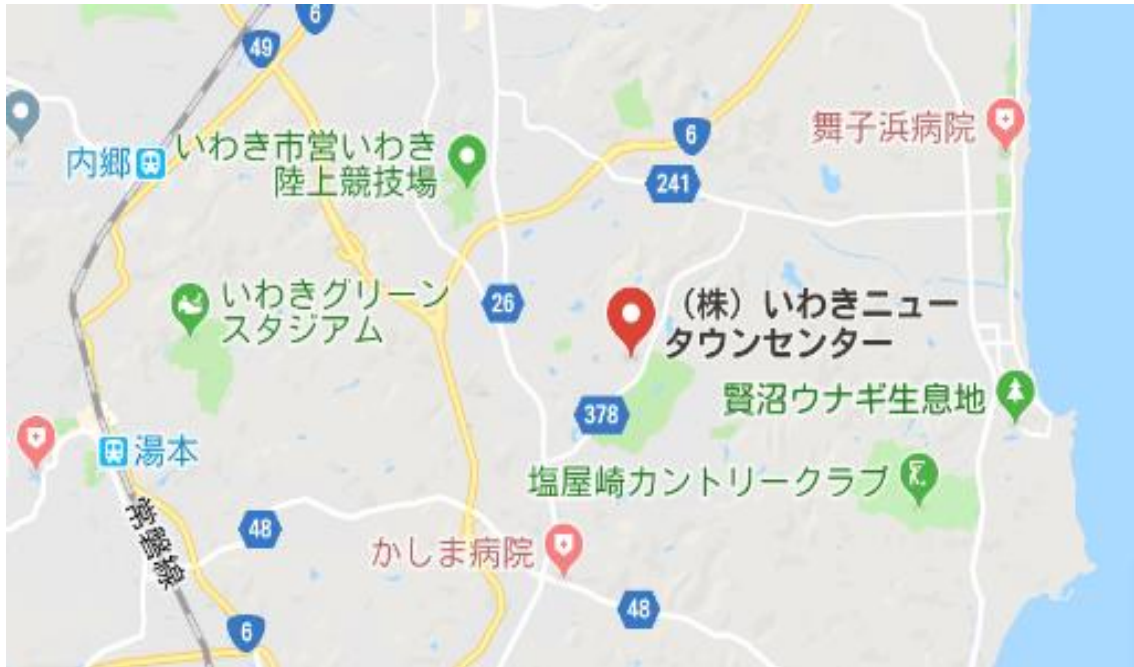 6
49
内郷
いわき市営いわき
陸上競技場
6
舞子浜病院
241
いわきグリーン
スタジアム
26
（株）いわきニュー
タウンセンター
378
賢沼ウナギ生息地
湯本
塩屋崎カントリークラブ
常磐線
48
かしま病院
48
6